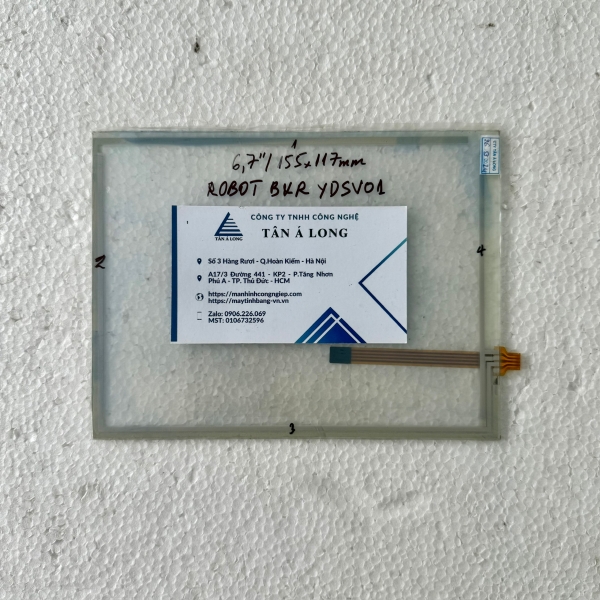 1
6,7"/155x117mm
ROBOT BKR YDSV01
CÔNG TY TNHH CÔNG NGHỆ
TÂN Á LONG
TÂN Á LONG
Số 3 Hàng Rươi - Q.Hoàn Kiếm - Hà Nội
A17/3 Đường 441 - KP2 - P.Tăng Nhơn
Phú A - TP. Thủ Đức - HCM
https://manhinhcongngiep.com
https://maytinhbang-vn.vn
Zalo: 0906.226.069
MST: 0106732596
2
4
3